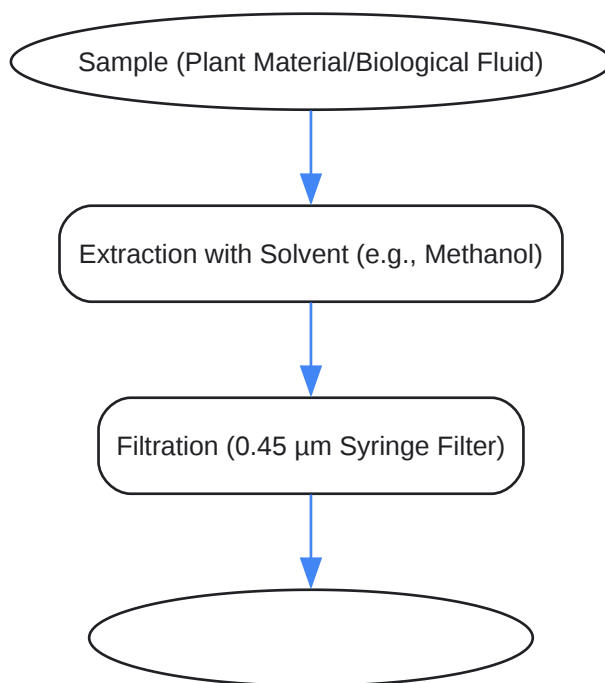 Sample (Plant Material/Biological Fluid)
Extraction with Solvent (e.g., Methanol)
Filtration (0.45 µm Syringe Filter)